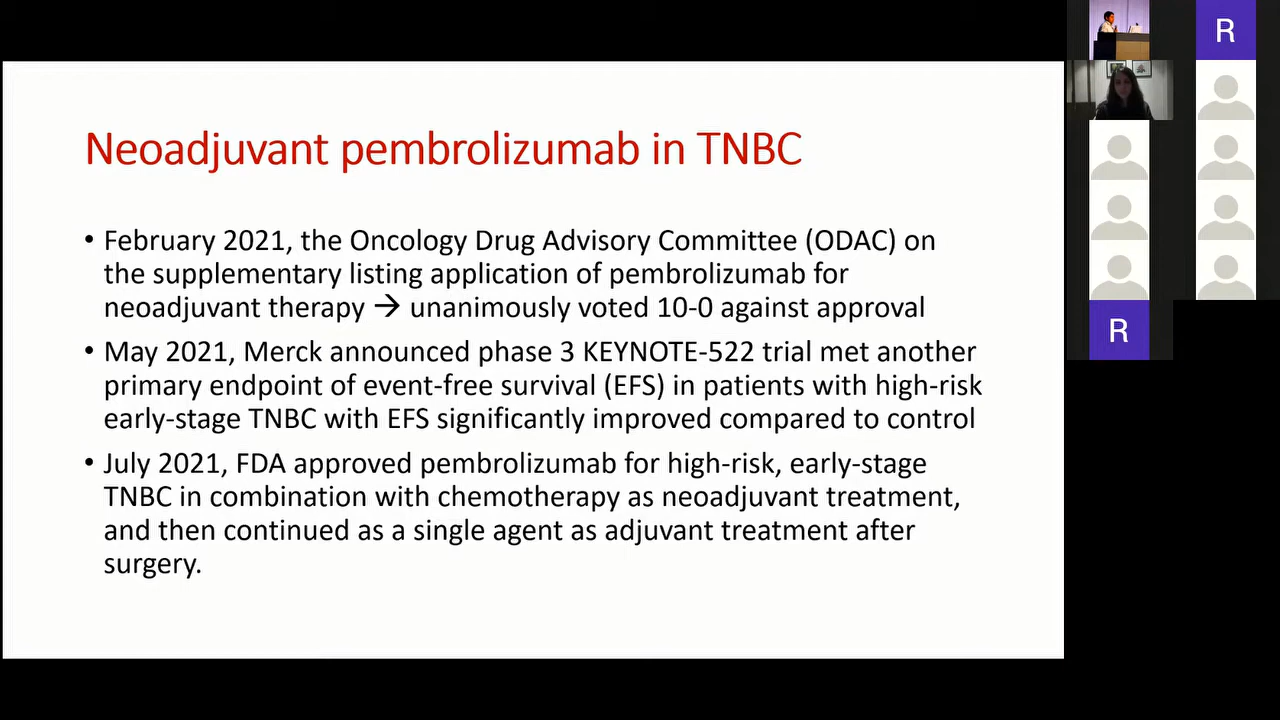 Neoadjuvant pembrolizumab in TNBC
• February 2021, the Oncology Drug Advisory Committee (ODAC) on
the supplementary listing application of pembrolizumab for
neoadjuvant therapy → unanimously voted 10-0 against approval
• May 2021, Merck announced phase 3 KEYNOTE-522 trial met another
primary endpoint of event-free survival (EFS) in patients with high-risk
early-stage TNBC with EFS significantly improved compared to control
• July 2021, FDA approved pembrolizumab for high-risk, early-stage
TNBC in combination with chemotherapy as neoadjuvant treatment,
and then continued as a single agent as adjuvant treatment after
surgery.
R
R